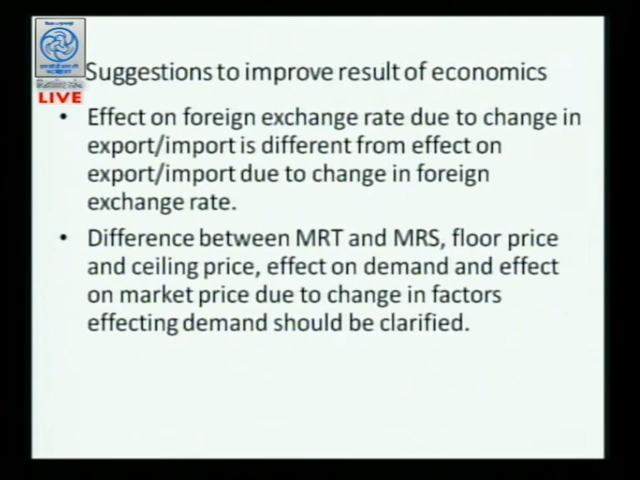 Suggestions to improve result of economics
LIVE
• Effect on foreign exchange rate due to change in
export/import is different from effect on
export/import due to change in foreign
exchange rate.
• Difference between MRT and MRS, floor price
and ceiling price, effect on demand and effect
on market price due to change in factors
effecting demand should be clarified.